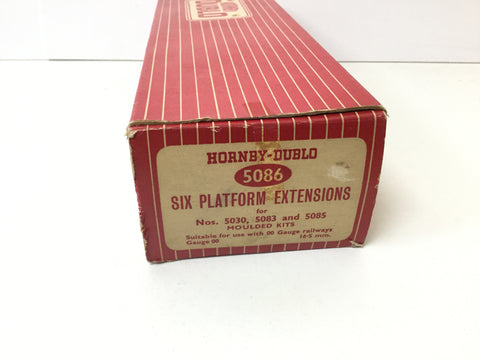 HORNBY-DUBLO
5086
SIX PLATFORM EXTENSIONS
for
Nos. 5030, 5083 and 5085
MOULDED KITS
Suitable for use with 00 Gauge railways
Gauge 00 16·5 mm.